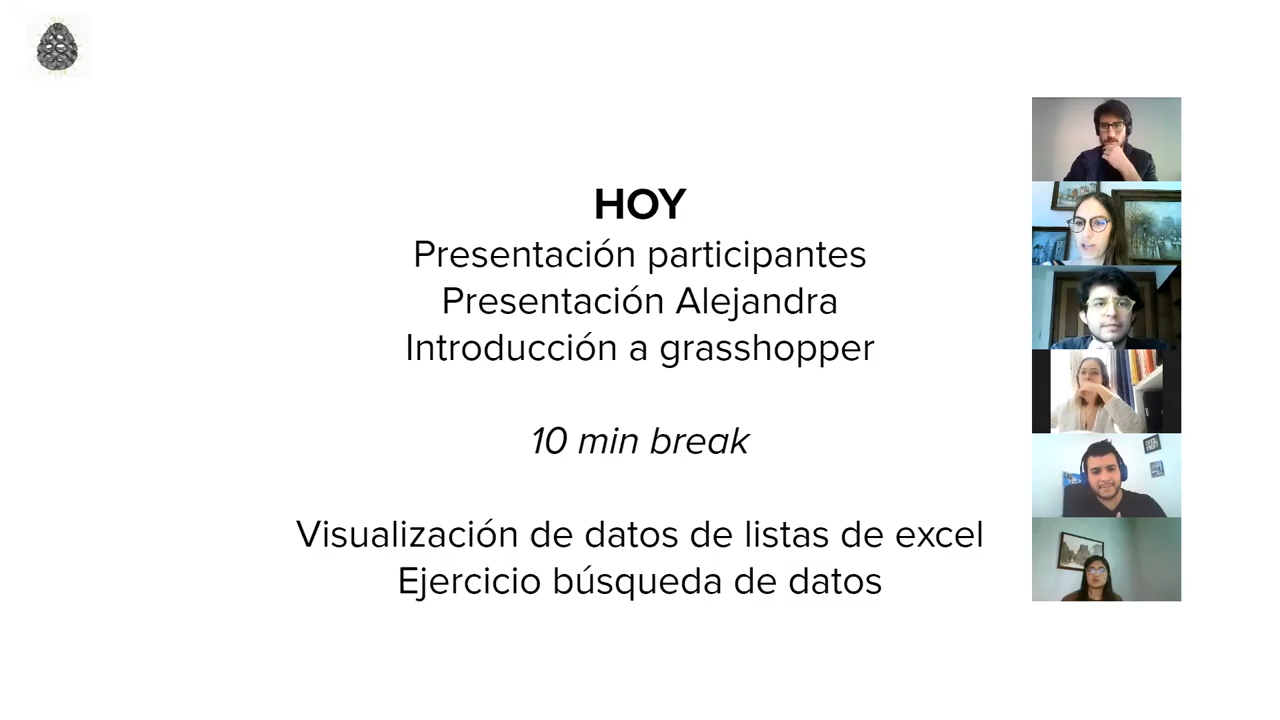 HOY
Presentación participantes
Presentación Alejandra
Introducción a grasshopper
10 min break
Visualización de datos de listas de excel
Ejercicio búsqueda de datos